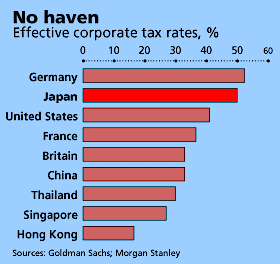 No haven
Effective corporate tax rates, %
0 10 20 30 40 50 60
Germany
Japan
United States
France
Britain
China
Thailand
Singapore
Hong Kong
Sources: Goldman Sachs; Morgan Stanley